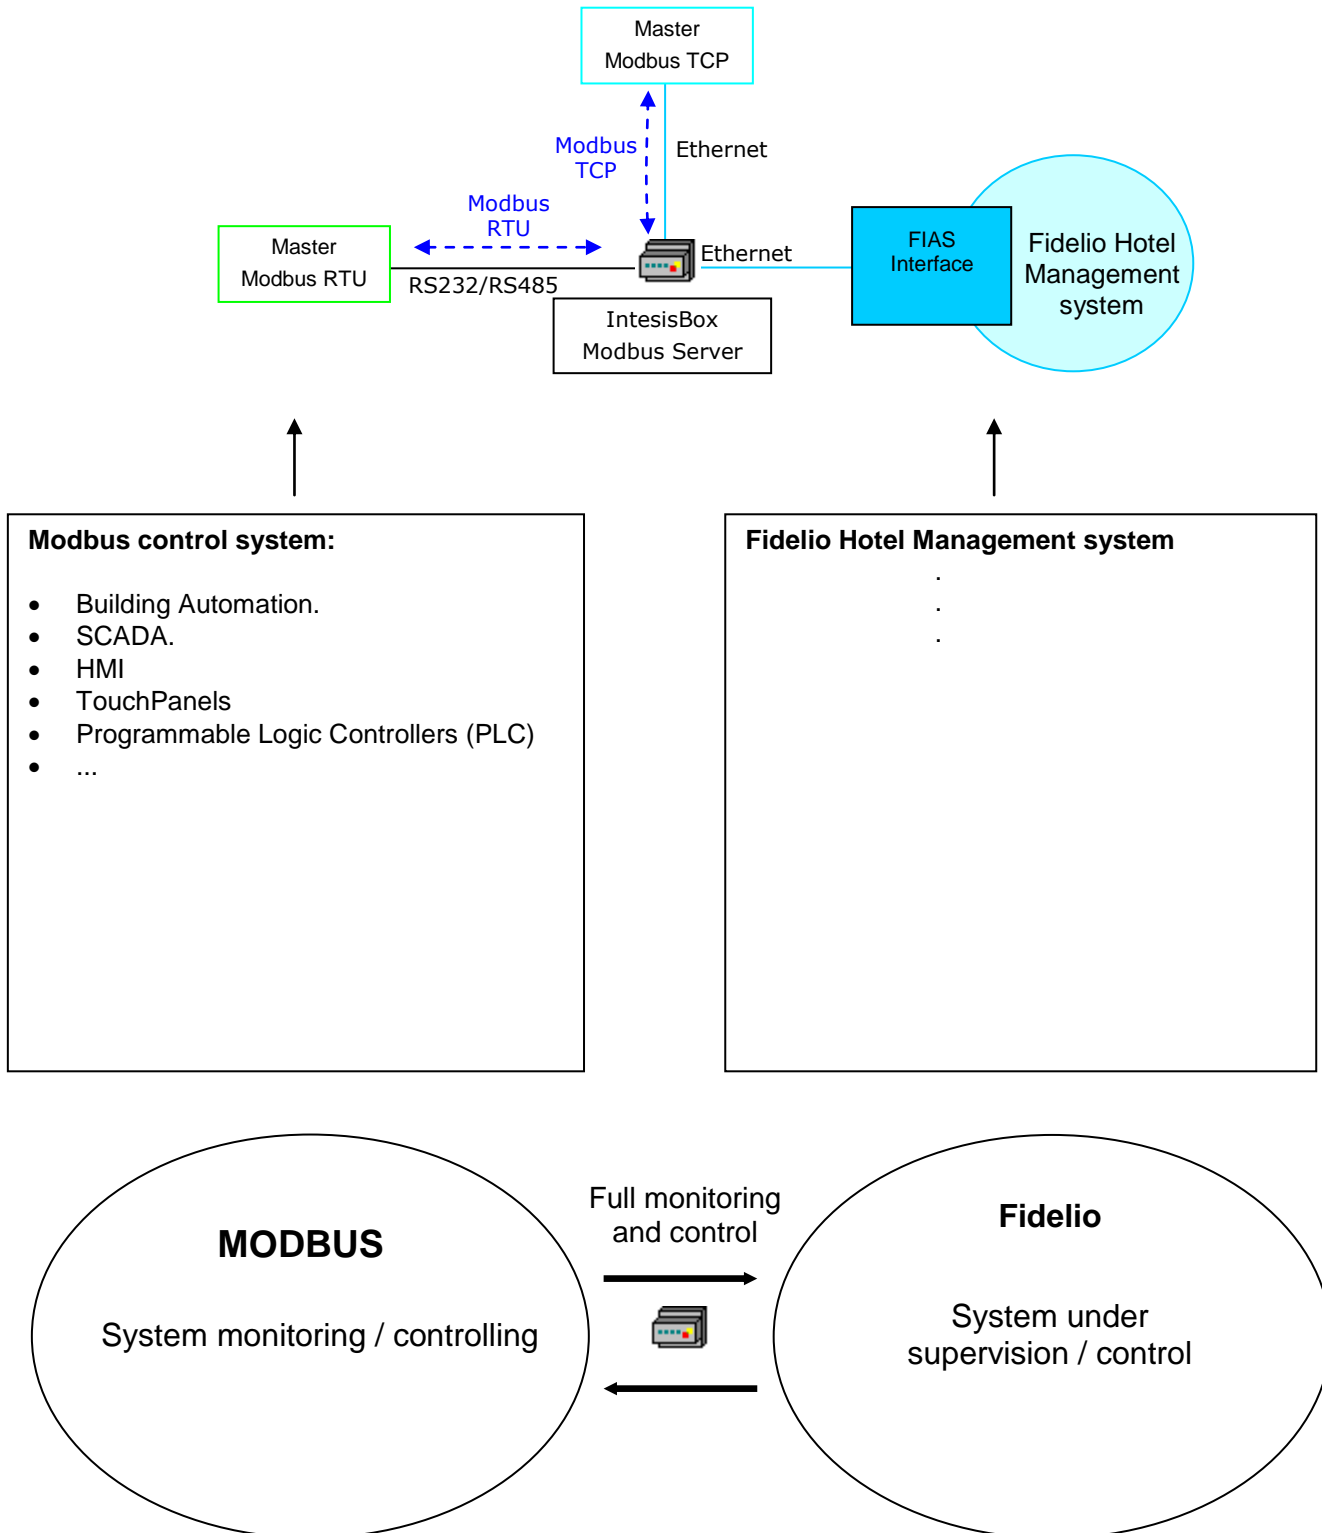 Master
Modbus TCP
Modbus
TCP
Ethernet
Modbus
RTU
Master
Modbus RTU
RS232/RS485
Ethernet
IntesisBox
Modbus Server
FIAS
Interface
Fidelio Hotel
Management
system
Modbus control system:
• Building Automation.
• SCADA.
• HMI
• TouchPanels
• Programmable Logic Controllers (PLC)
• ...
Fidelio Hotel Management system
.
.
.
MODBUS
System monitoring / controlling
Full monitoring
and control
Fidelio
System under
supervision / control